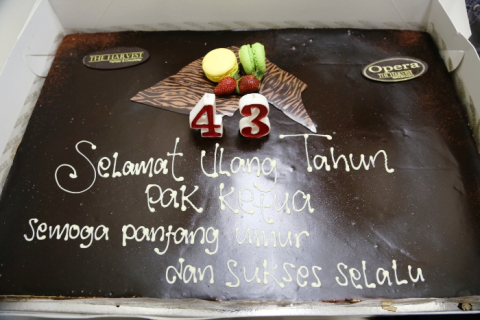 THE HARVEST
Opera
THE HARVEST
43
Selamat Ulang Tahun
pak Ketua
semoga panjang umur
dan sukses selalu